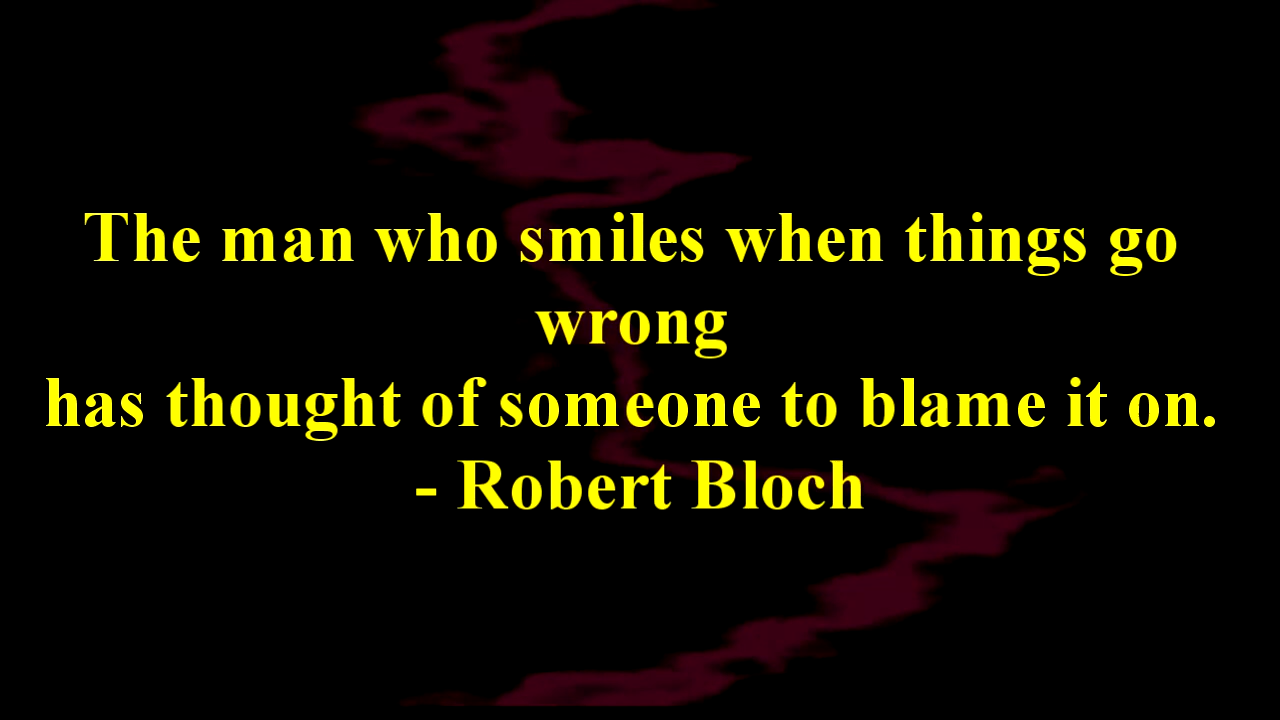 The man who smiles when things go
wrong
has thought of someone to blame it on.
- Robert Bloch